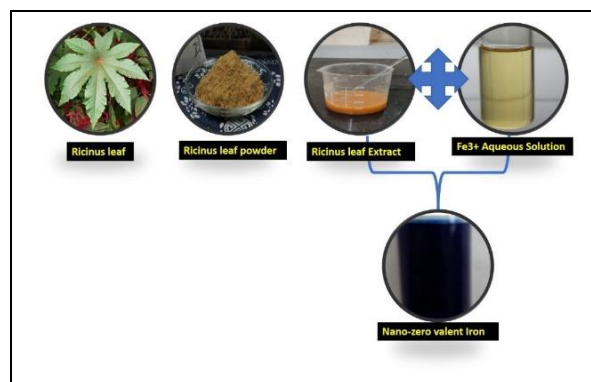 Ricinus leaf
Ricinus leaf powder
Ricinus leaf Extract
Fe3+ Aqueous Solution
Nano-zero valent Iron